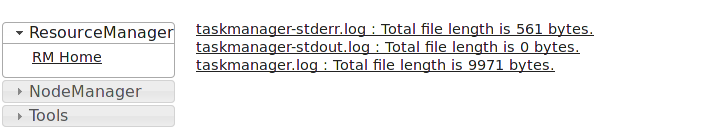 ResourceManager
RM Home
NodeManager
Tools
taskmanager-stderr.log : Total file length is 561 bytes.
taskmanager-stdout.log : Total file length is 0 bytes.
taskmanager.log : Total file length is 9971 bytes.